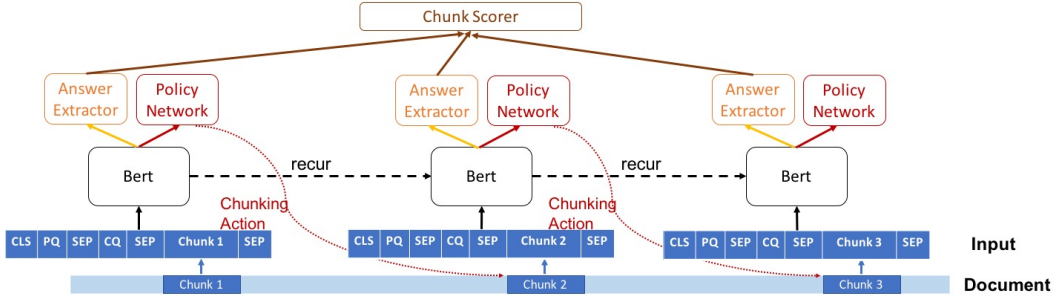 Chunk Scorer
Answer
Extractor
Policy
Network
Answer
Extractor
Policy
Network
Answer
Extractor
Policy
Network
Bert
recur
Bert
recur
Bert
Chunking
Action
Chunking
Action
CLS PQ SEP CQ SEP Chunk 1 SEP
CLS PQ SEP CQ SEP Chunk 2 SEP
CLS PQ SEP CQ SEP Chunk 3 SEP
Input
Chunk 1
Chunk 2
Chunk 3
Document